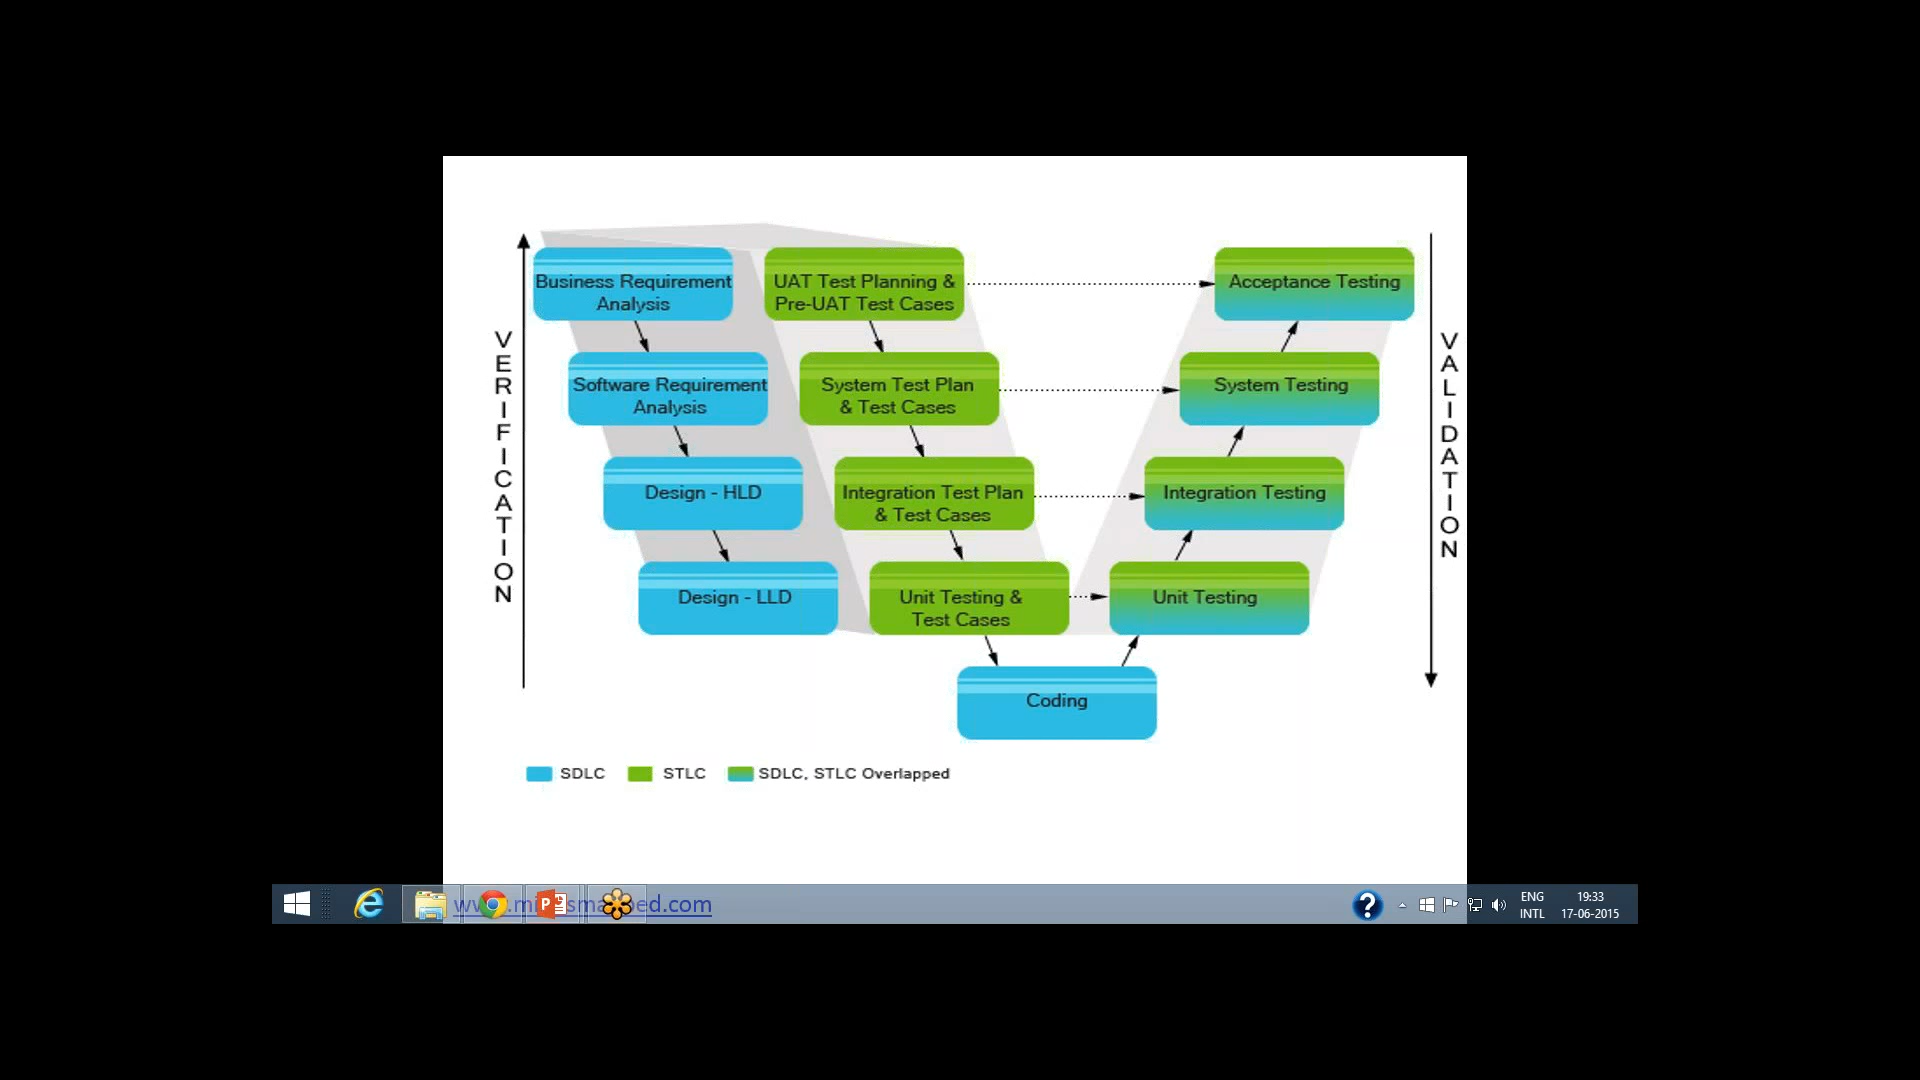 VERIFICATION
Business Requirement
Analysis
UAT Test Planning &
Pre-UAT Test Cases
Acceptance Testing
Software Requirement
Analysis
System Test Plan
& Test Cases
System Testing
Design - HLD
Integration Test Plan
& Test Cases
Integration Testing
Design - LLD
Unit Testing &
Test Cases
Unit Testing
Coding
VALIDATION
SDLC
STLC
SDLC, STLC Overlapped
ENG
INTL
19:33
17-06-2015